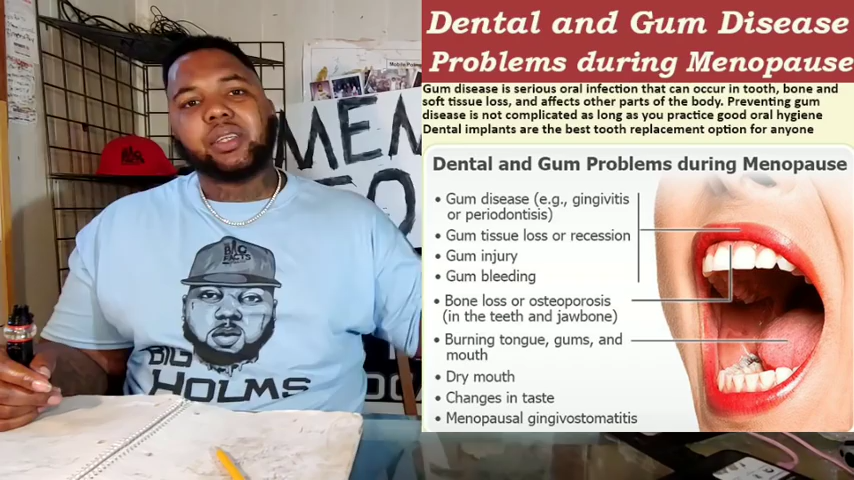 Dental and Gum Disease
Problems during Menopause
Gum disease is serious oral infection that can occur in tooth, bone and
soft tissue loss, and affects other parts of the body. Preventing gum
disease is not complicated as long as you practice good oral hygiene
Dental implants are the best tooth replacement option for anyone
Dental and Gum Problems during Menopause
• Gum disease (e.g., gingivitis
or periodontisis)
• Gum tissue loss or recession
• Gum injury
• Gum bleeding
• Bone loss or osteoporosis
(in the teeth and jawbone)
• Burning tongue, gums, and
mouth
• Dry mouth
• Changes in taste
• Menopausal gingivostomatitis
MEN
BIG
FACTS
BIG
HOLMS